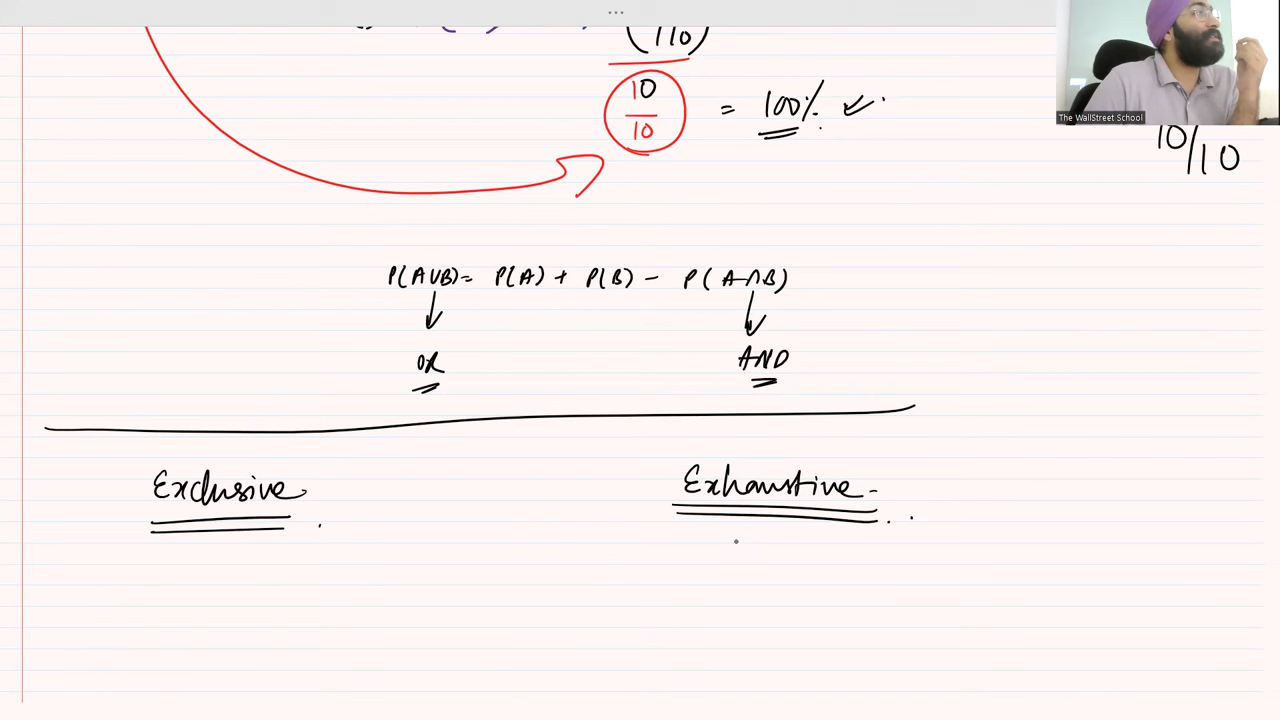 (110)
10
10
= 100%
The WallStreet School
10/10
P(A∪B)= P(A) + P(B) - P(A∩B)
OR AND
Exclusive Exhaustive